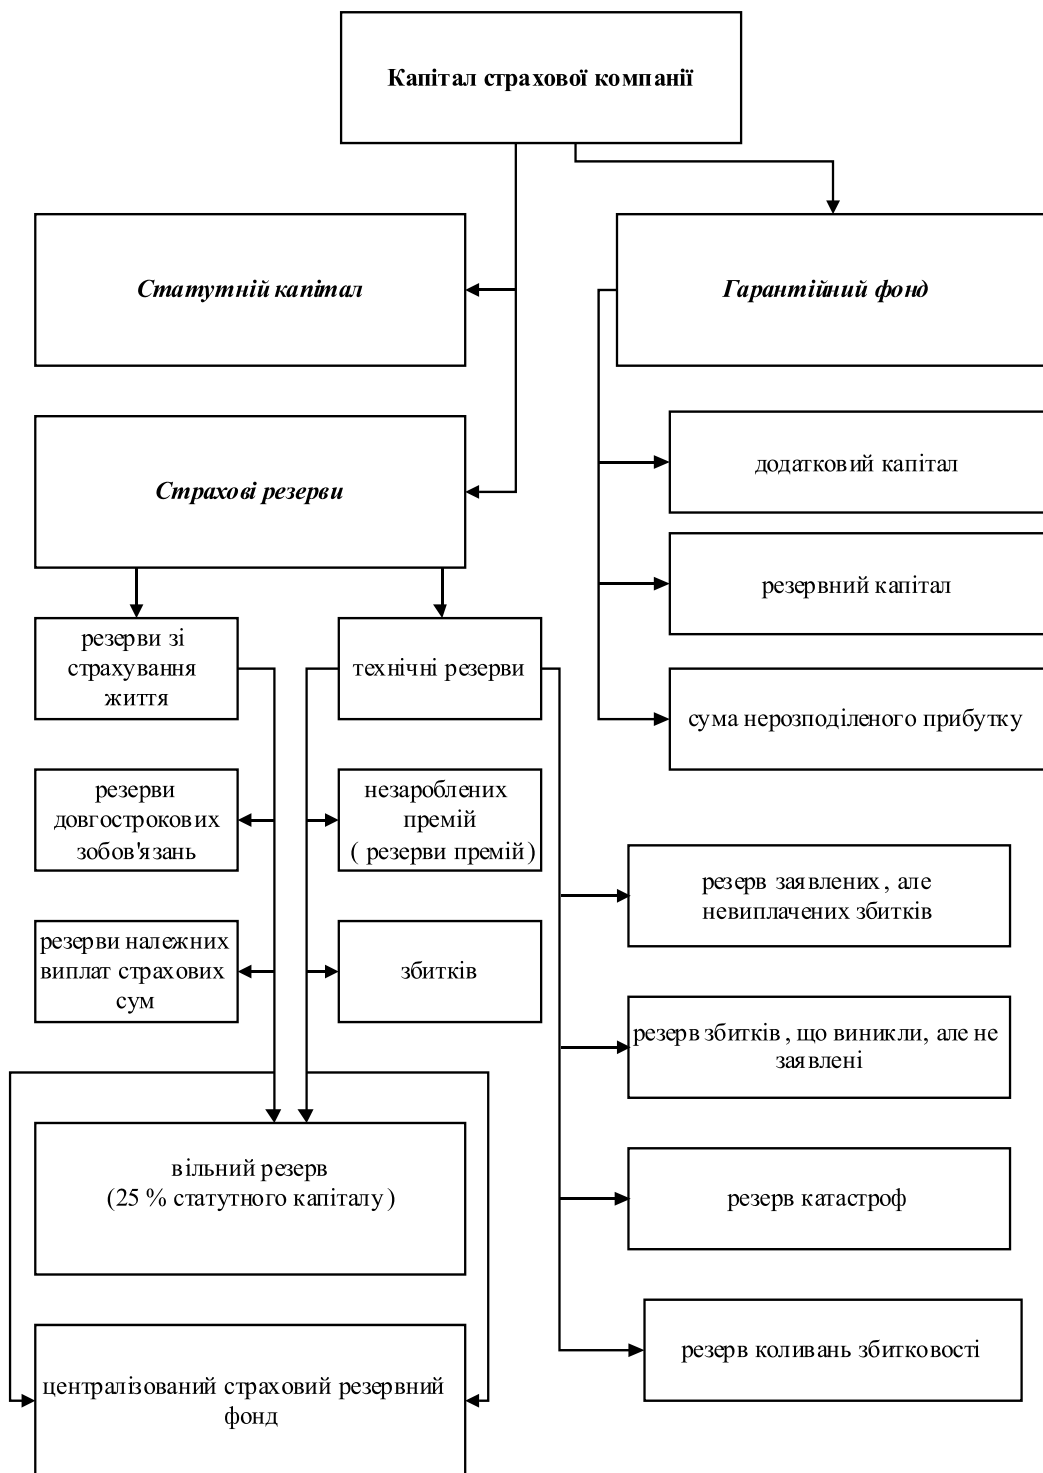 Капітал страхової компанії
Статутній капітал
Гарантійний фонд
Страхові резерви
додатковий капітал
резервний капітал
сума нерозподіленого прибутку
резерви зі
страхування
життя
технічні резерви
резерви
довгострокових
зобов'язань
незароблених
премій
( резерви премій)
резерви належних
виплат страхових
сум
збитків
резерв заявлених, але
невиплачених збитків
резерв збитків, що виникли, але не
заявлені
резерв катастроф
резерв коливань збитковості
вільний резерв
(25 % статутного капіталу)
централізований страховий резервний
фонд